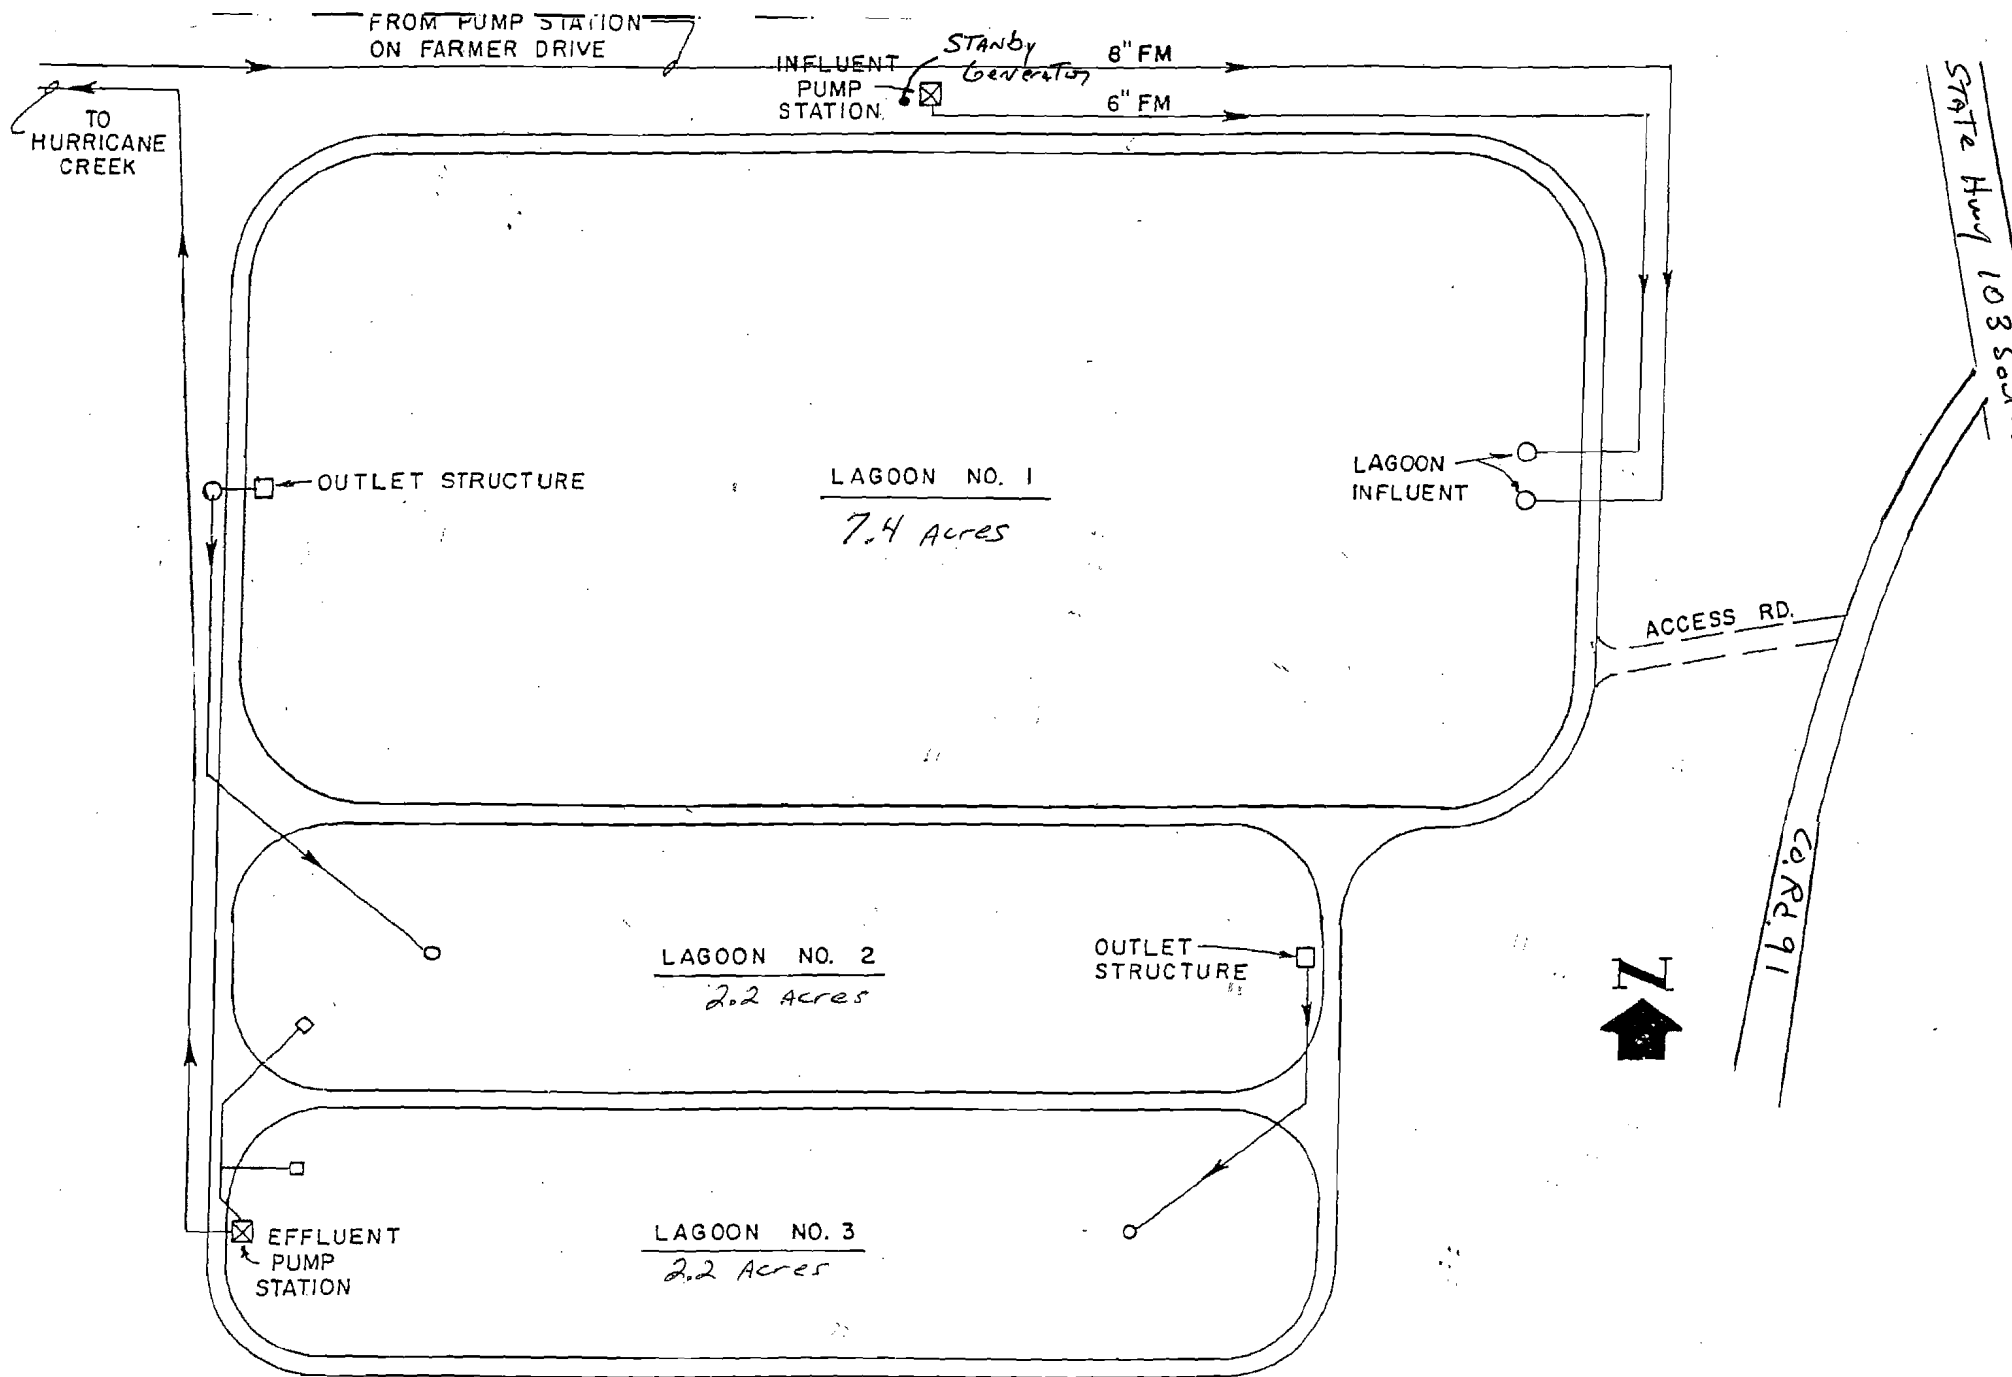 FROM PUMP STATION
ON FARMER DRIVE
STANby
Generator
8" FM
INFLUENT
PUMP
STATION
6" FM
TO
HURRICANE
CREEK
STATE Hwy 103
OUTLET STRUCTURE
LAGOON NO. 1
7.4 Acres
LAGOON
INFLUENT
ACCESS RD.
Co. Rd. 91
LAGOON NO. 2
2.2 Acres
OUTLET
STRUCTURE
N
EFFLUENT
PUMP
STATION
LAGOON NO. 3
2.2 Acres